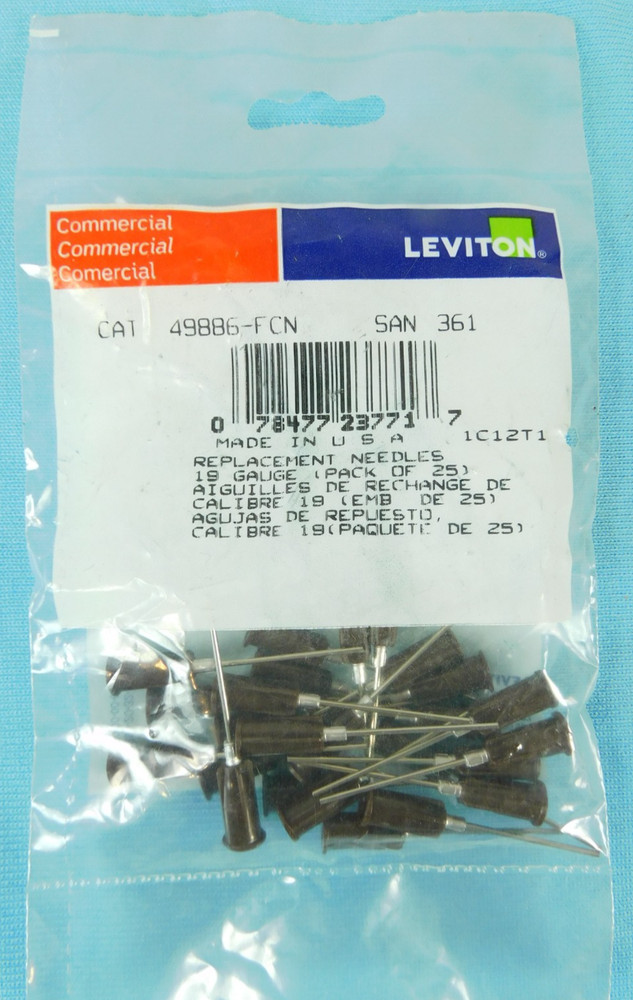 Commercial
Commercial
Comercial
LEVITON®
CAT 49886-FCN SAN 361
0 78477 23771 7
MADE IN U S A 1C12T1
REPLACEMENT NEEDLES
19 GAUGE (PACK OF 25)
AIGUILLES DE RECHANGE DE
CALIBRE 19 (EMB DE 25)
AGUJAS DE REPUESTO,
CALIBRE 19(PAQUETE DE 25)